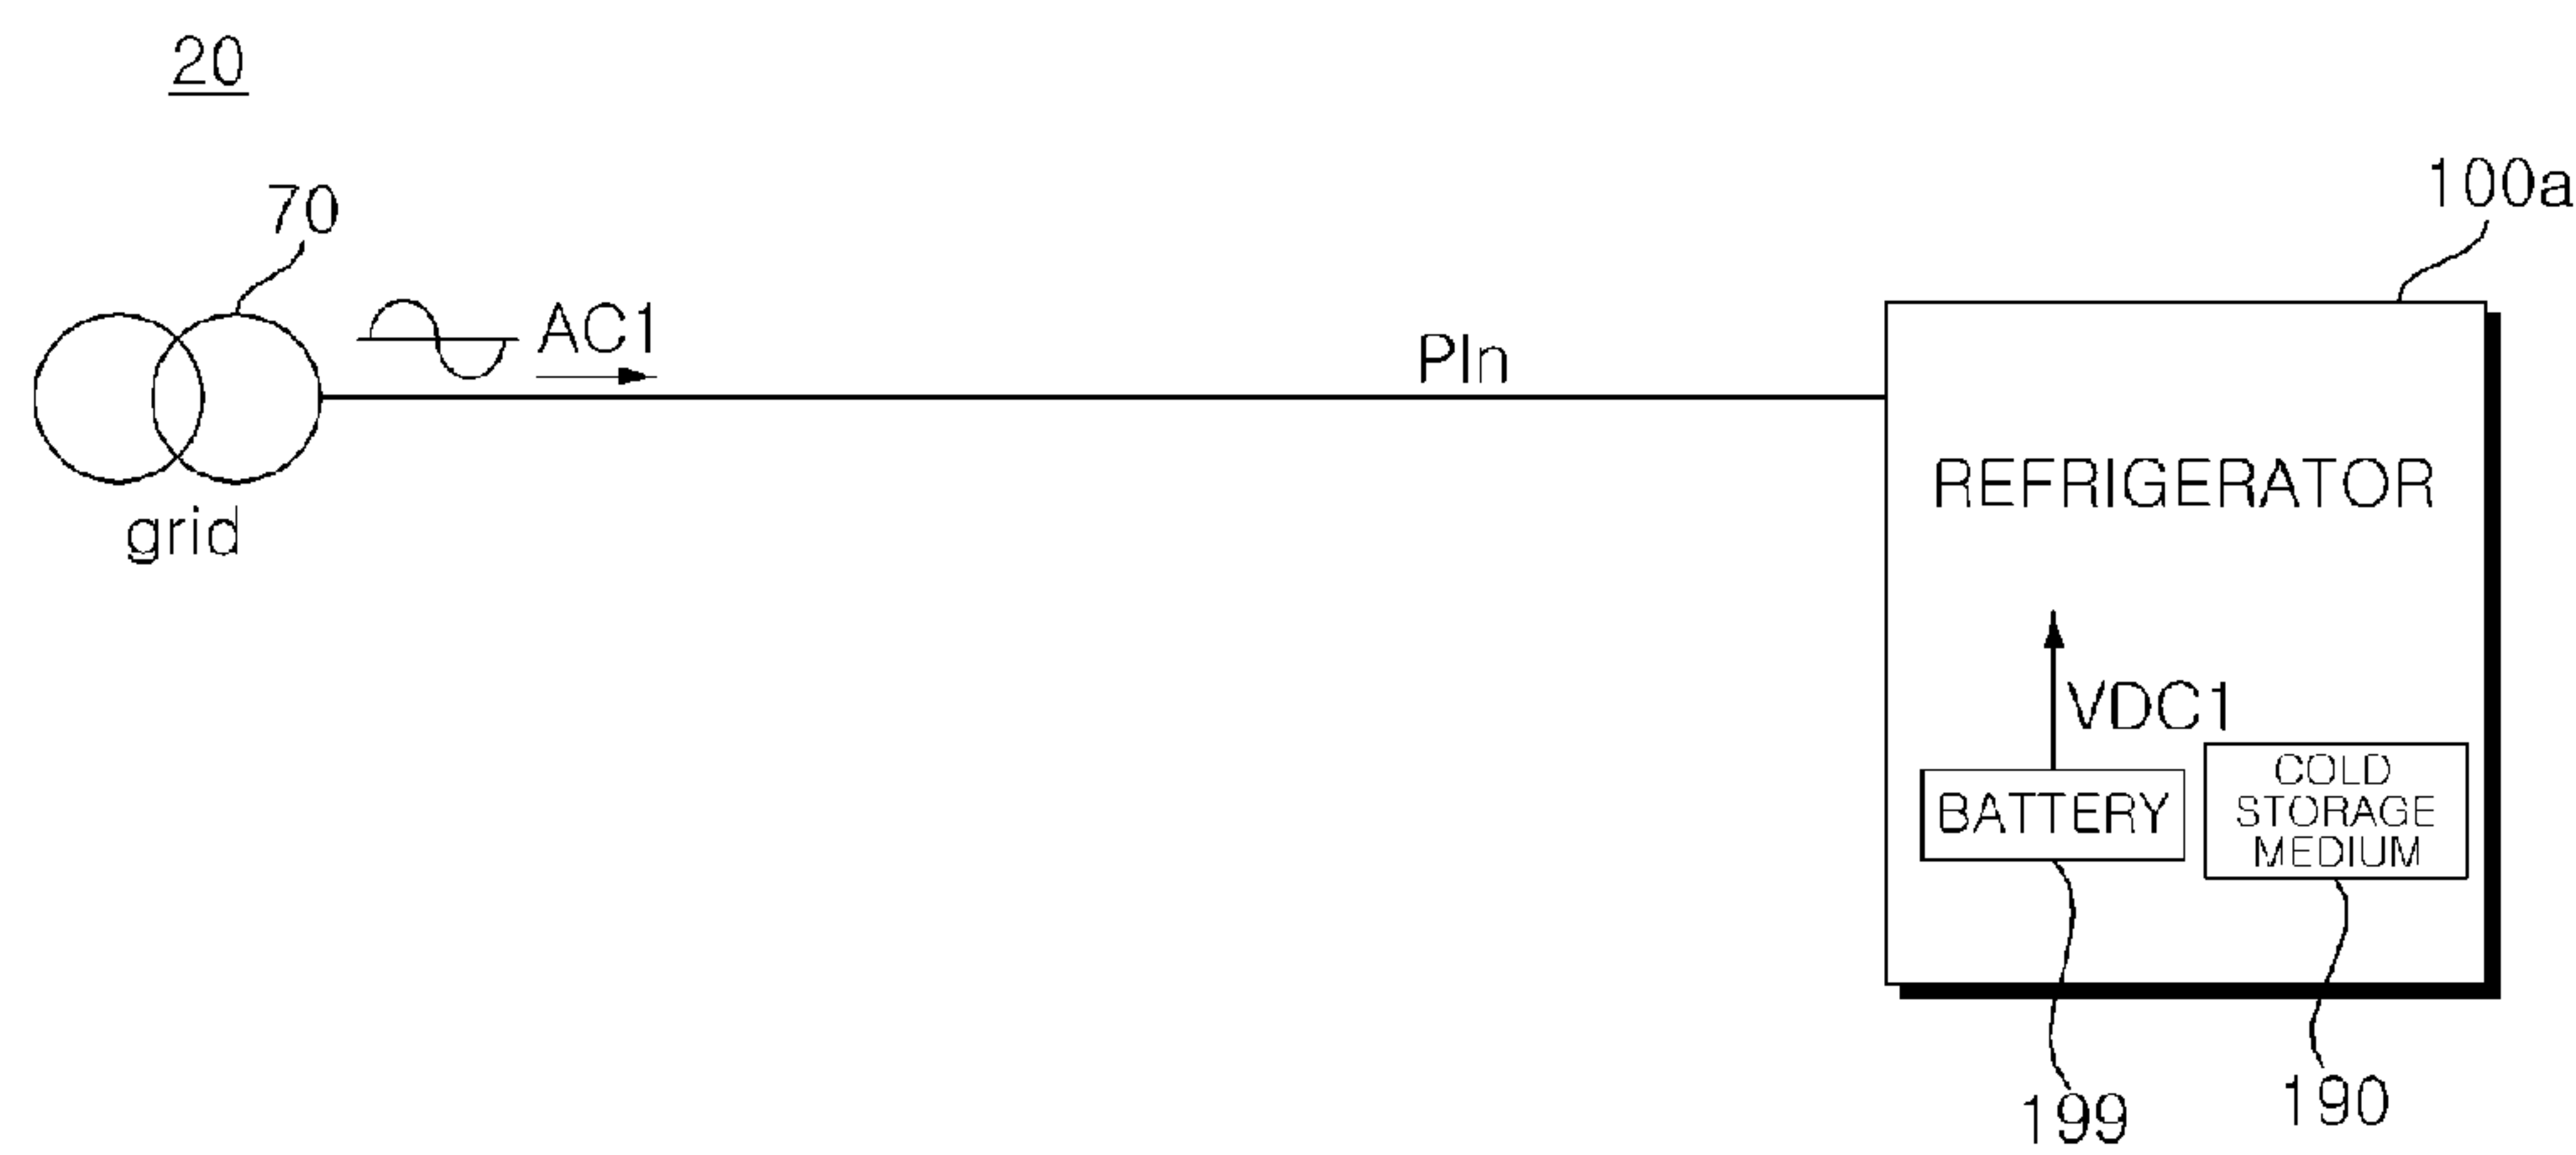 20
70
100a
AC1
PIn
grid
REFRIGERATOR
VDC1
BATTERY
COLD
STORAGE
MEDIUM
199
190